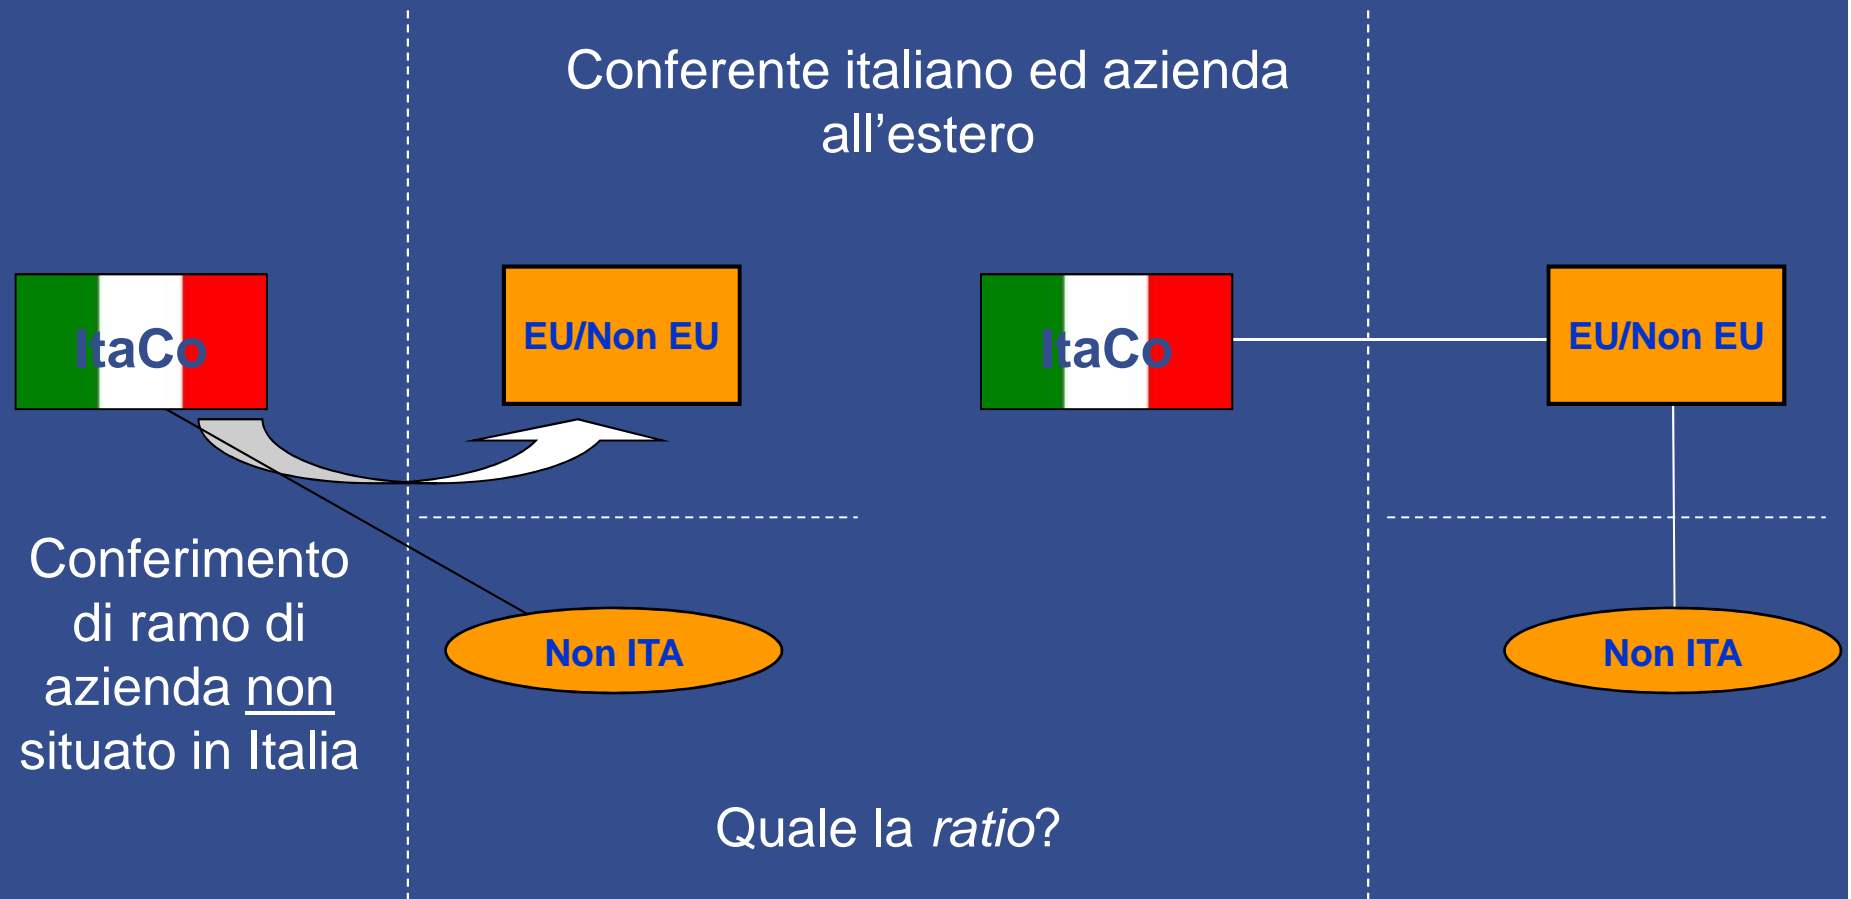 Conferente italiano ed azienda
all’estero
ItaCo
EU/Non EU
ItaCo
EU/Non EU
Conferimento
di ramo di
azienda non
situato in Italia
Non ITA
Non ITA
Quale la ratio?